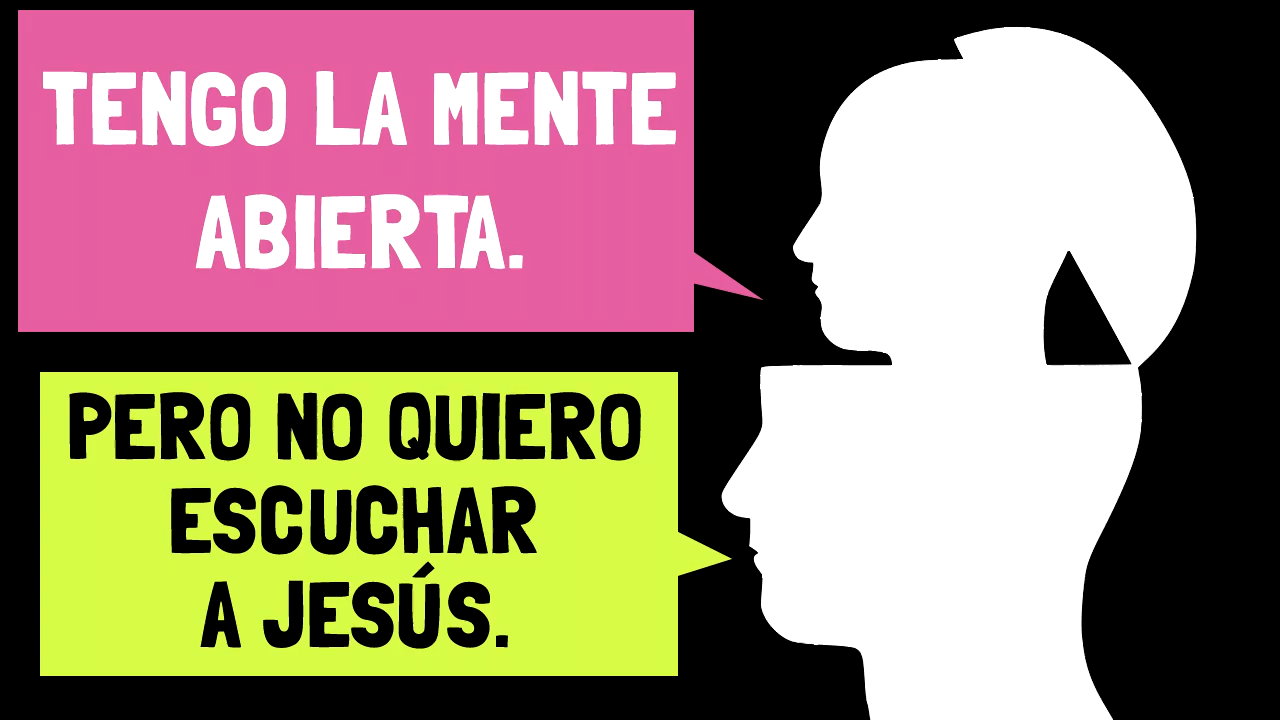 TENGO LA MENTE
ABIERTA.
PERO NO QUIERO
ESCUCHAR
A JESÚS.